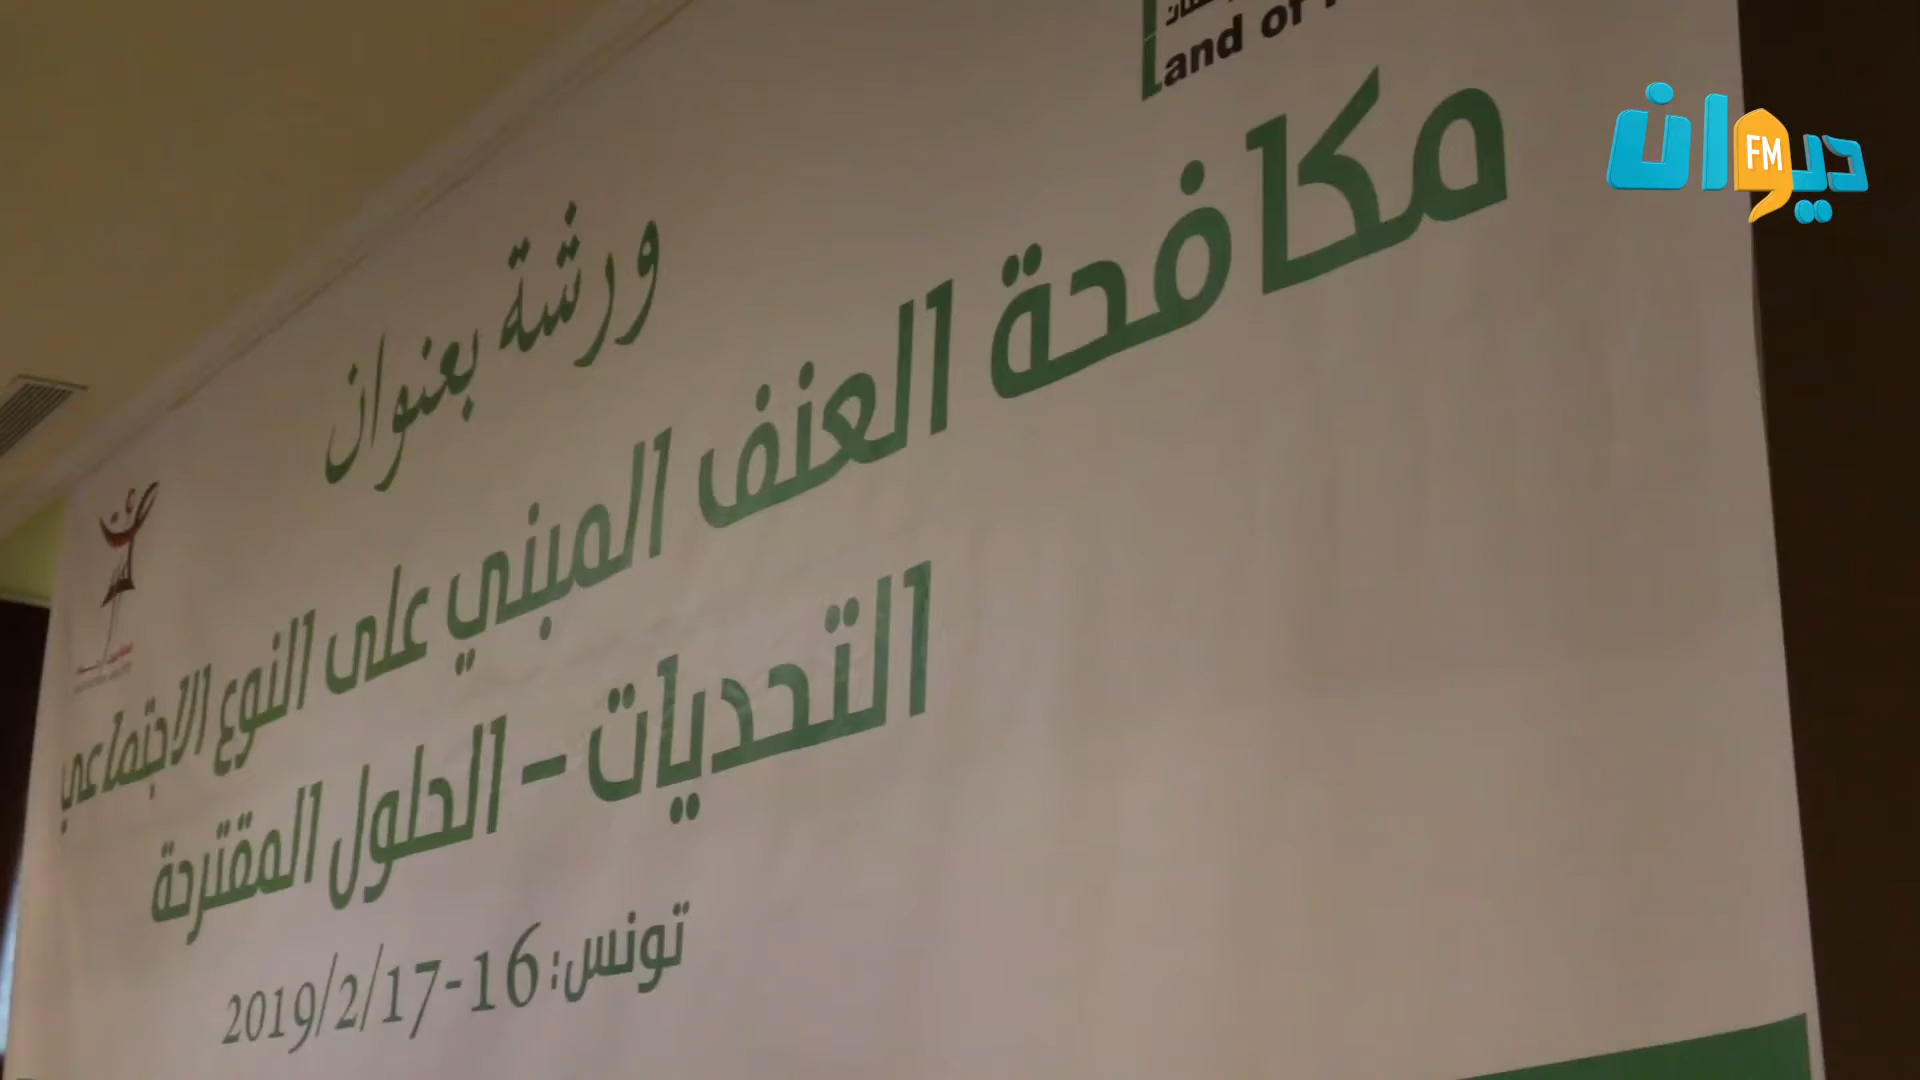 and of
ديوان
FM
ورشة بعنوان
مكافحة العنف المبني على النوع الاجتماعي
التحديات - الحلول المقترحة
تونس: 16-2019/2/17